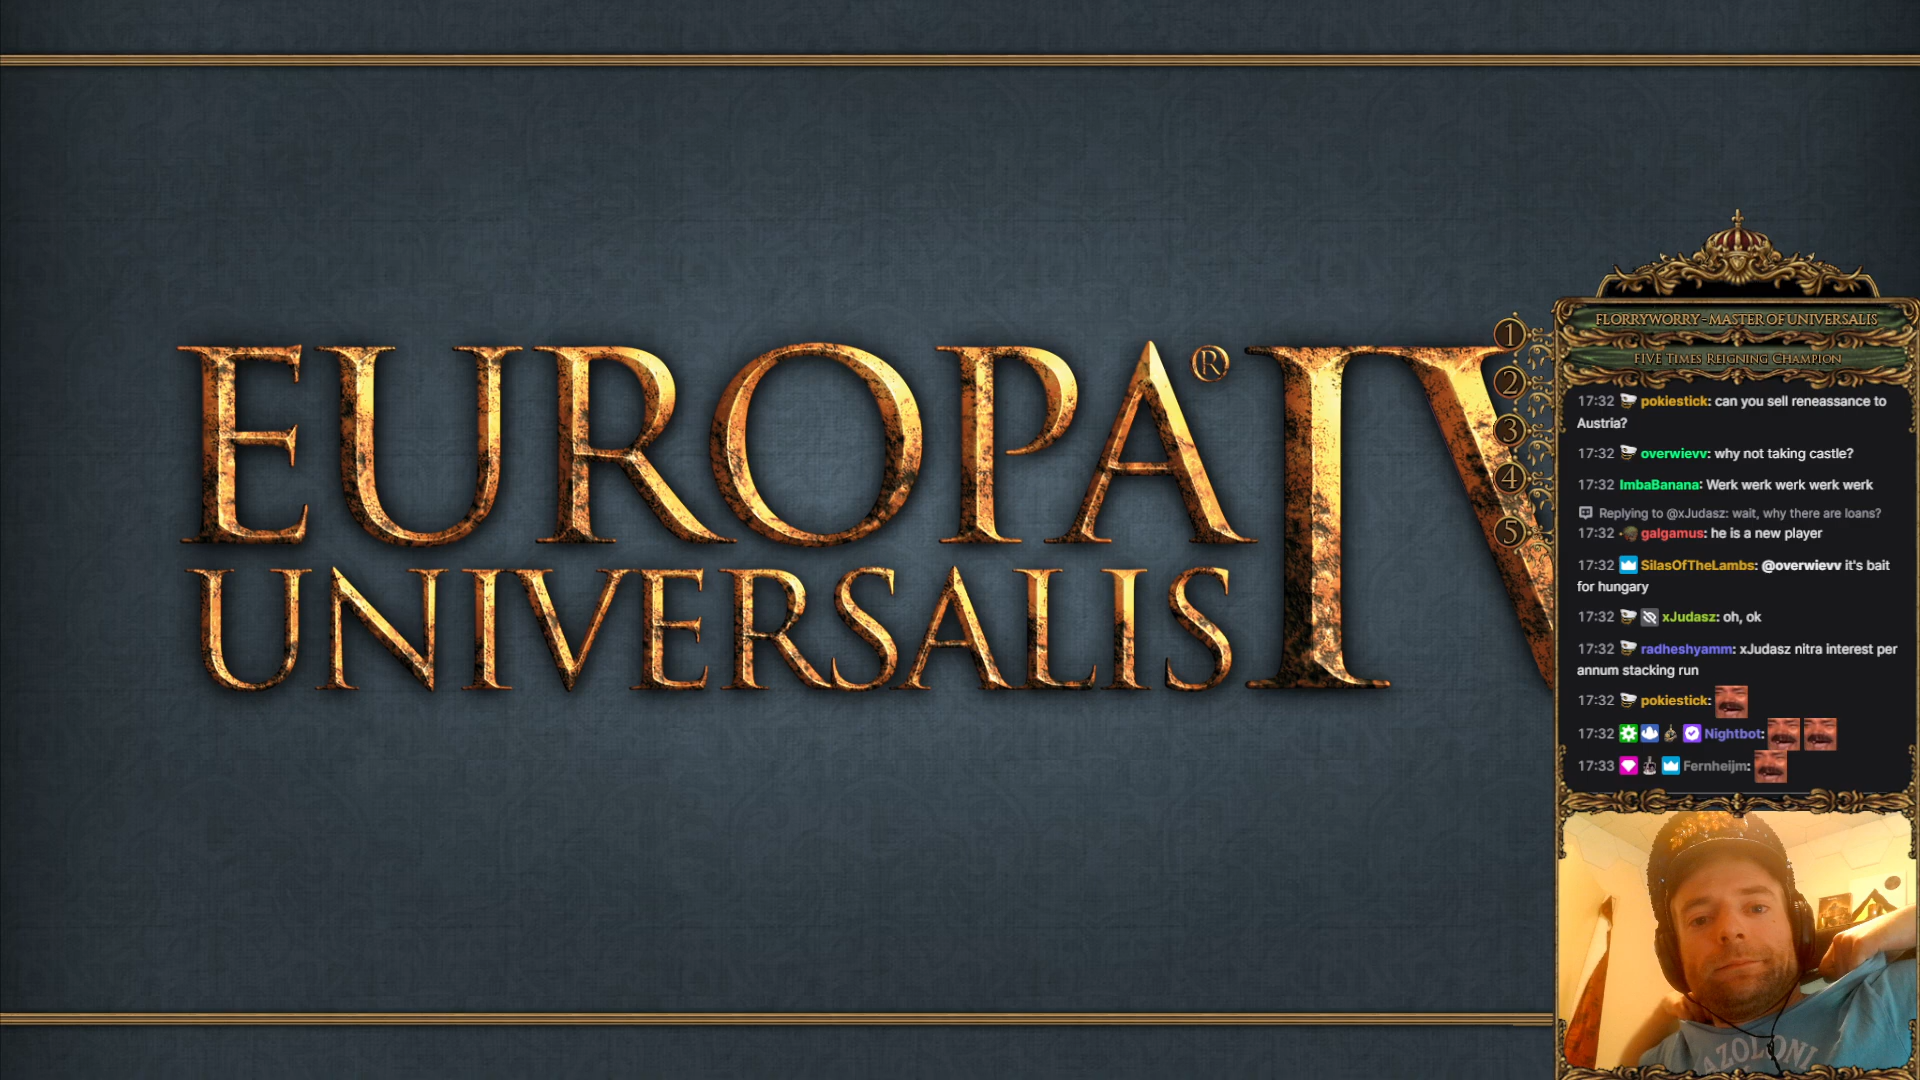 EUROPA®
UNIVERSALIS
IV
1
2
3
4
5
FLORRYWORRY - MASTER OF UNIVERSALIS
FIVE TIMES REIGNING CHAMPION
17:32 pokiestick: can you sell reneassance to
Austria?
17:32 overwievv: why not taking castle?
17:32 ImbaBanana: Werk werk werk werk werk
Replying to @xJudasz: wait, why there are loans?
17:32 galgamus: he is a new player
17:32 SilasOfTheLambs: @overwievv it's bait
for hungary
17:32 xJudasz: oh, ok
17:32 radheshyamm: xJudasz nitra interest per
annum stacking run
17:32 pokiestick:
17:32 Nightbot:
17:33 Fernheijm:
AZOLONI